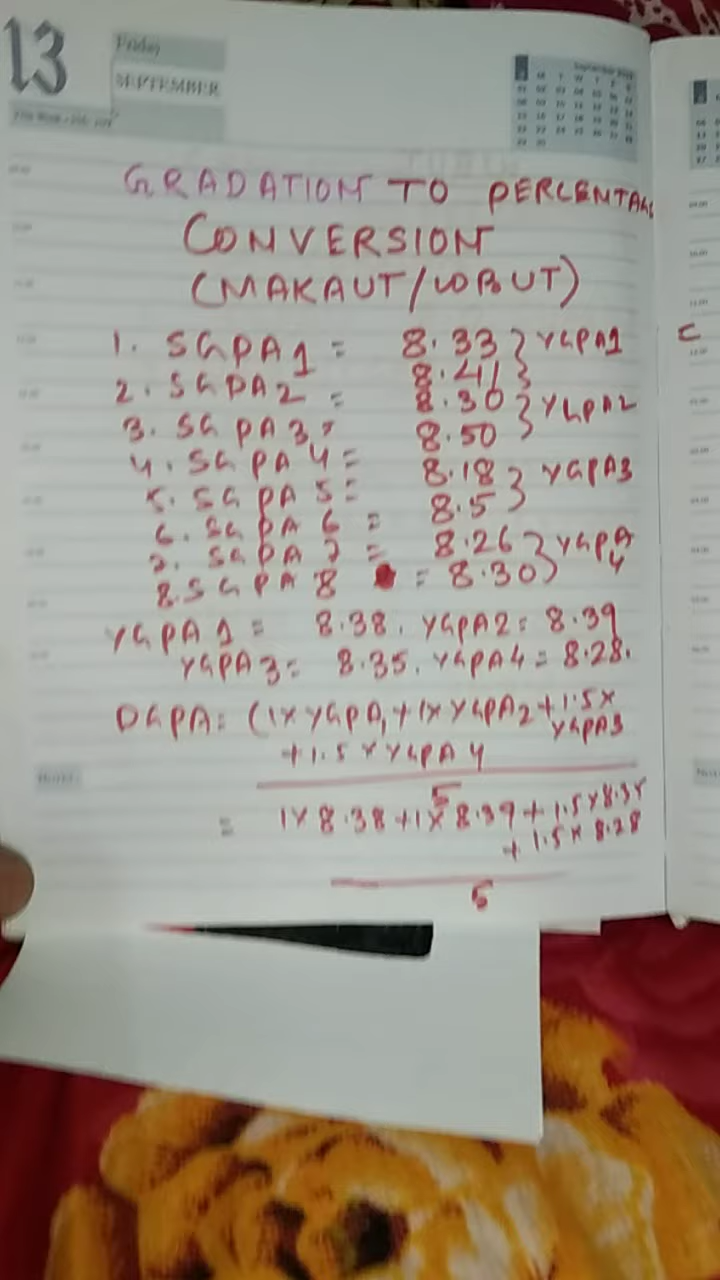 13
Friday
SEPTEMBER
GRADATION TO PERCENTAGE
CONVERSION
(MAKAUT/WBUT)
1. SGPA1 = 8.33 } YGPA1
2. SGPA2 = 8.41
3. SGPA3 = 8.30 } YGPA2
4. SGPA4 = 8.50
5. SGPA5 = 8.18 } YGPA3
6. SGPA6 = 8.5
7. SGPA7 = 8.26 } YGPA4
8. SGPA8 = 8.30
YGPA1 = 8.38. YGPA2 = 8.39
YGPA3 = 8.35. YGPA4 = 8.28.
DGPA = (1 x YGPA1 + 1 x YGPA2 + 1.5 x YGPA3
+ 1.5 x YGPA4
5
= 1 x 8.38 + 1 x 8.39 + 1.5 x 8.35
+ 1.5 x 8.28
5